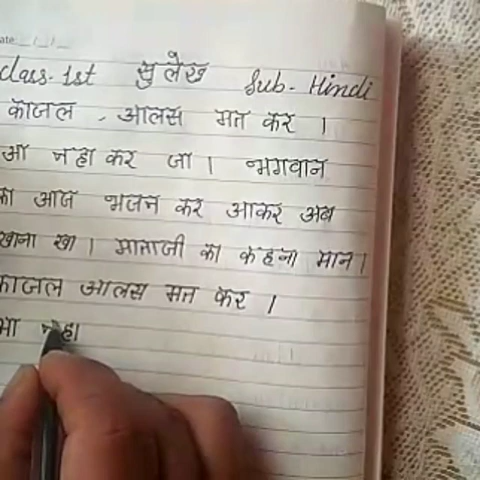 ate: _/_/_
class-1st सुलेख Sub-Hindi
काजल, आलस मत कर ।
आ नहा कर जा । भगवान
का आज भजन कर आकर अब
खाना खा । माताजी का कहना मान ।
काजल आलस मत कर ।
आ नहा